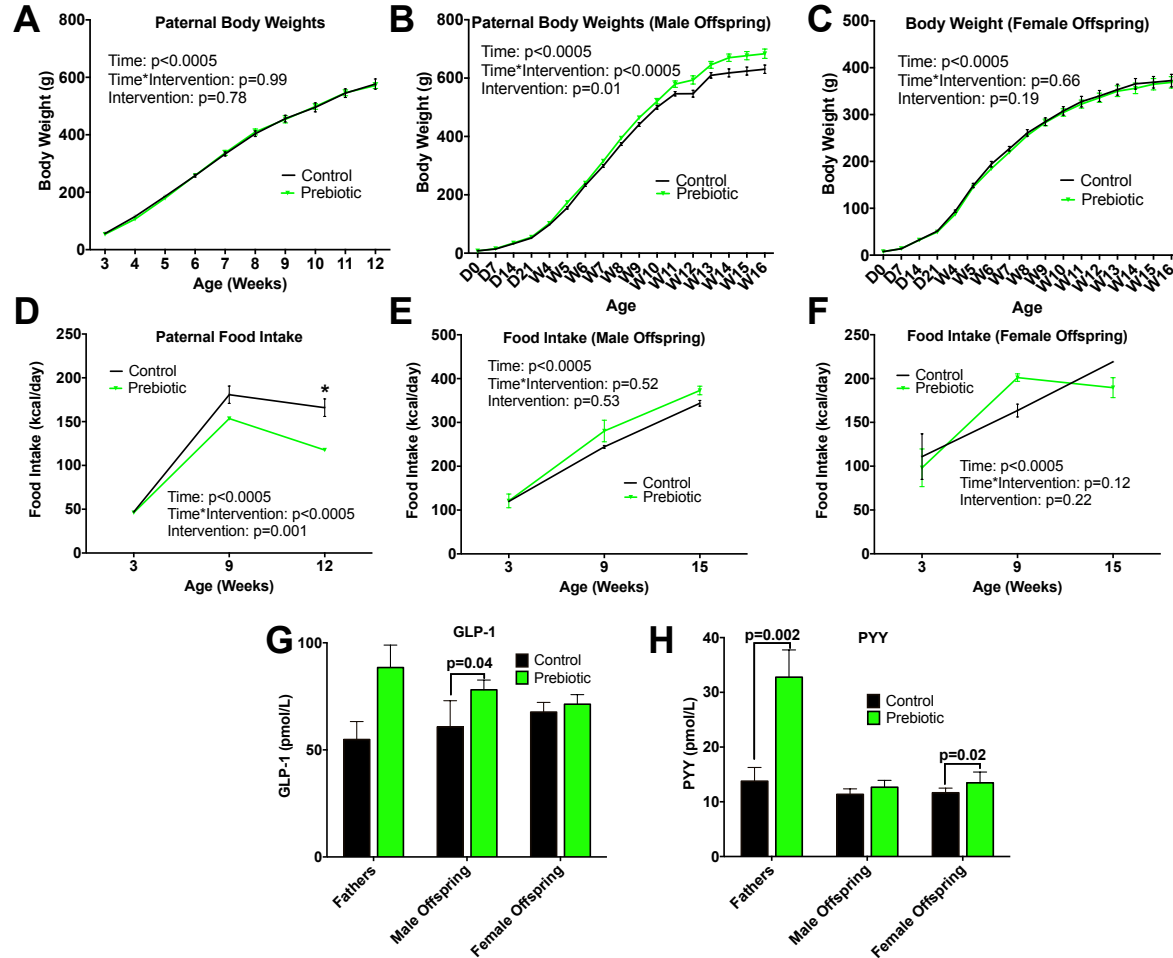 A
Paternal Body Weights
Time: p<0.0005
Time*Intervention: p=0.99
Intervention: p=0.78
Body Weight (g)
800
600
400
200
0
Control
Prebiotic
3 4 5 6 7 8 9 10 11 12
Age (Weeks)
B
Paternal Body Weights (Male Offspring)
Time: p<0.0005
Time*Intervention: p<0.0005
Intervention: p=0.01
Body Weight (g)
800
600
400
200
0
Control
Prebiotic
D0 D7 D14 D21 W4 W5 W6 W7 W8 W9 W10 W11 W12 W13 W14 W15 W16
Age
C
Body Weight (Female Offspring)
Time: p<0.0005
Time*Intervention: p=0.66
Intervention: p=0.19
Body Weight (g)
500
400
300
200
100
0
Control
Prebiotic
D0 D7 D14 D21 W4 W5 W6 W7 W8 W9 W10 W11 W12 W13 W14 W15 W16
Age
D
Paternal Food Intake
Food Intake (kcal/day)
250
200
150
100
50
0
Control
Prebiotic
*
Time: p<0.0005
Time*Intervention: p<0.0005
Intervention: p=0.001
3 9 12
Age (Weeks)
E
Food Intake (Male Offspring)
Time: p<0.0005
Time*Intervention: p=0.52
Intervention: p=0.53
Food Intake (kcal/day)
500
400
300
200
100
0
Control
Prebiotic
3 9 15
Age (Weeks)
F
Food Intake (Female Offspring)
Food Intake (kcal/day)
250
200
150
100
50
0
Control
Prebiotic
Time: p<0.0005
Time*Intervention: p=0.12
Intervention: p=0.22
3 9 15
Age (Weeks)
G
GLP-1
GLP-1 (pmol/L)
100
50
0
p=0.04
Control
Prebiotic
Fathers
Male Offspring
Female Offspring
H
PYY
PYY (pmol/L)
40
30
20
10
0
p=0.002
Control
Prebiotic
p=0.02
Fathers
Male Offspring
Female Offspring